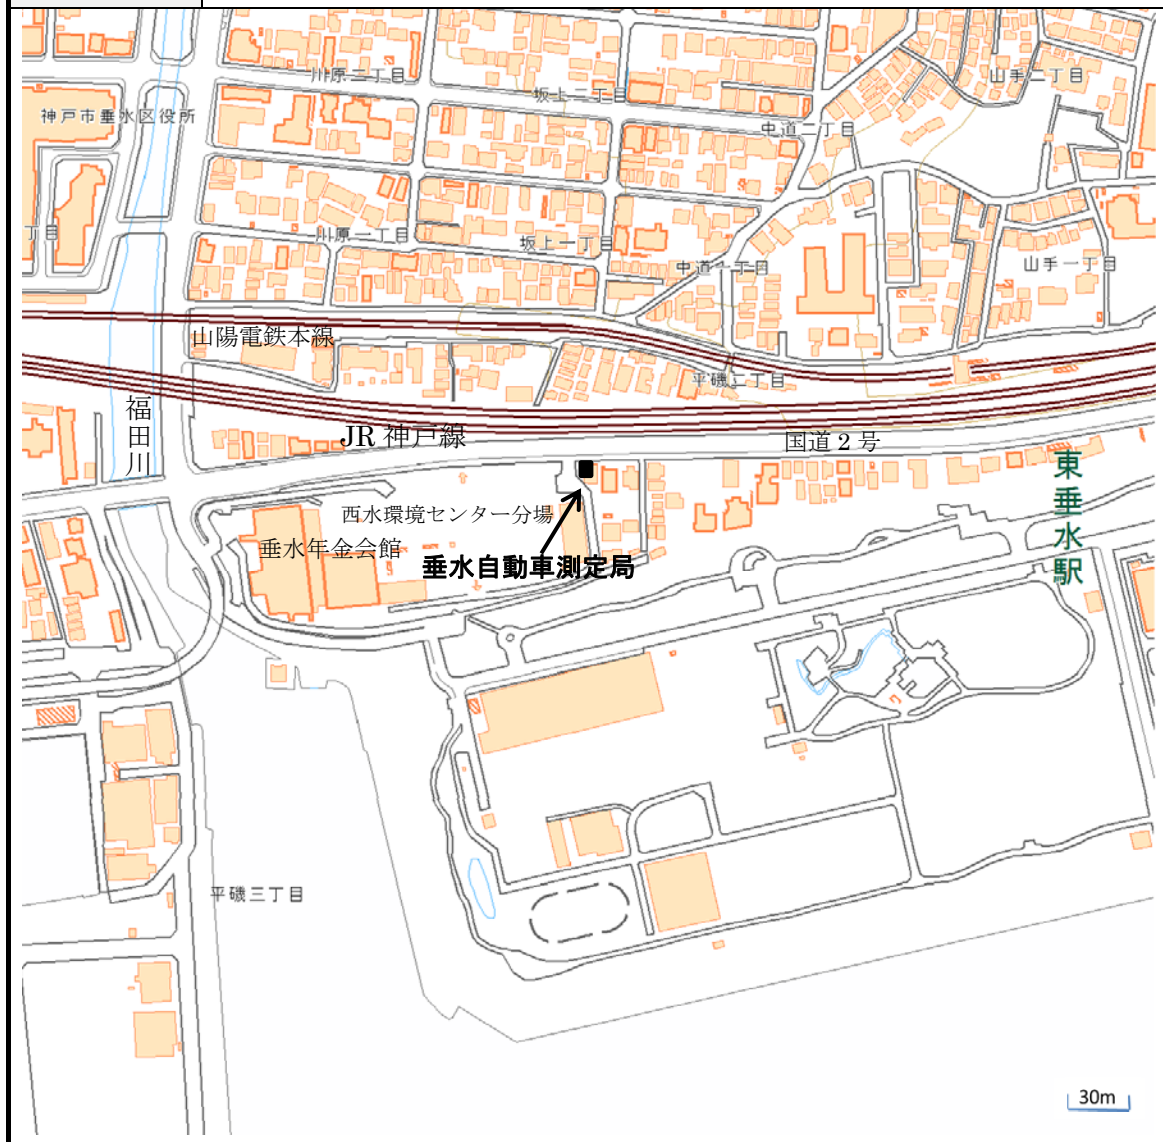 川原二丁目
坂上二丁目
山手二丁目
神戸市垂水区役所
中道二丁目
丁目
川原一丁目
坂上一丁目
中道一丁目
山手一丁目
山陽電鉄本線
平磯二丁目
福田川
JR 神戸線
国道2号
東垂水駅
西水環境センター分場
垂水年金会館
垂水自動車測定局
平磯三丁目
30m